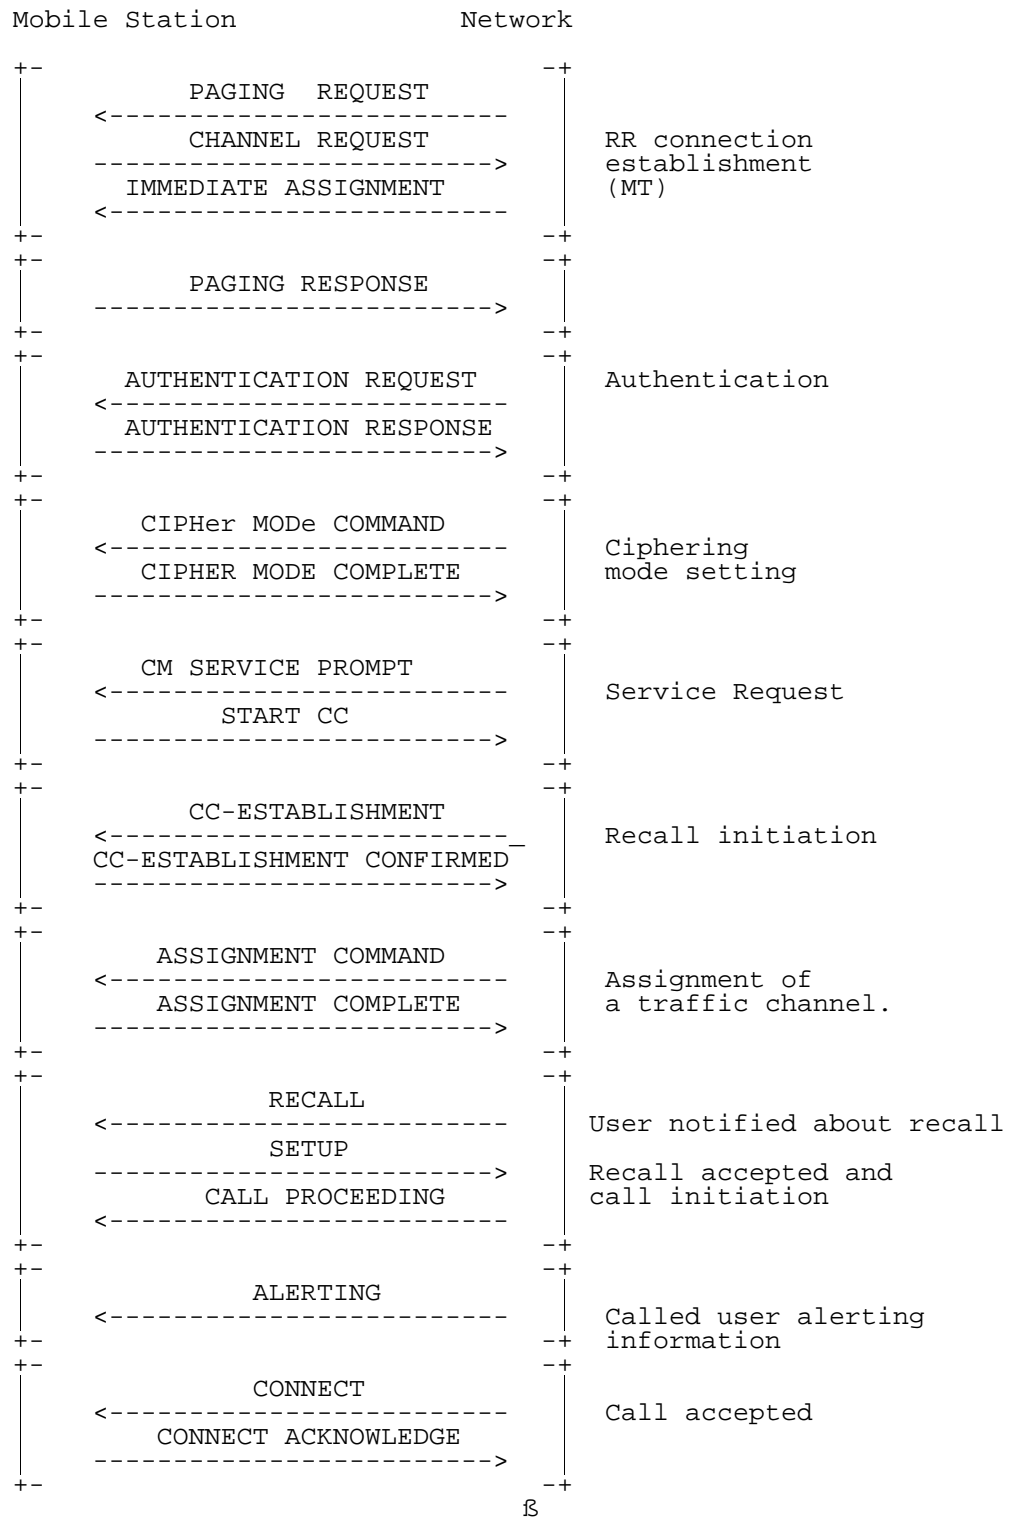 Mobile Station Network
+- -+
PAGING REQUEST
<-------------------------
CHANNEL REQUEST RR connection
-------------------------> establishment
IMMEDIATE ASSIGNMENT (MT)
<-------------------------
+- -+
+- -+
PAGING RESPONSE
------------------------->
+- -+
+- -+
AUTHENTICATION REQUEST Authentication
<-------------------------
AUTHENTICATION RESPONSE
------------------------->
+- -+
+- -+
CIPHer MODe COMMAND
<------------------------- Ciphering
CIPHER MODE COMPLETE mode setting
------------------------->
+- -+
+- -+
CM SERVICE PROMPT
<------------------------- Service Request
START CC
------------------------->
+- -+
+- -+
CC-ESTABLISHMENT
<-------------------------_ Recall initiation
CC-ESTABLISHMENT CONFIRMED
------------------------->
+- -+
+- -+
ASSIGNMENT COMMAND
<------------------------- Assignment of
ASSIGNMENT COMPLETE a traffic channel.
------------------------->
+- -+
+- -+
RECALL
<------------------------- User notified about recall
SETUP
-------------------------> Recall accepted and
CALL PROCEEDING call initiation
<-------------------------
+- -+
+- -+
ALERTING
<------------------------- Called user alerting
+- -+ information
+- -+
CONNECT
<------------------------- Call accepted
CONNECT ACKNOWLEDGE
------------------------->
+- -+
ß